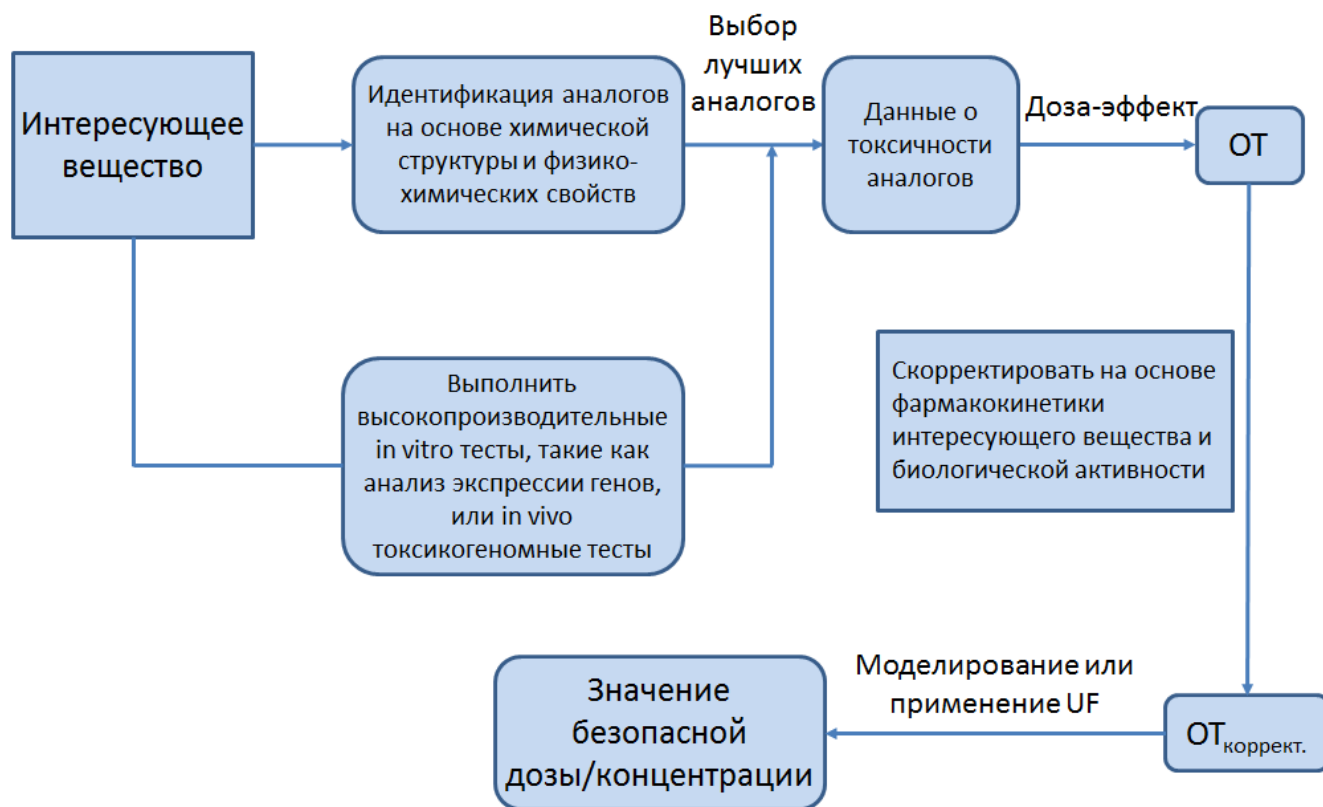 Интересующее
вещество
Идентификация аналогов
на основе химической
структуры и физико-
химических свойств
Выбор
лучших
аналогов
Данные о
токсичности
аналогов
Доза-эффект
ОТ
Выполнить
высокопроизводительные
in vitro тесты, такие как
анализ экспрессии генов,
или in vivo
токсикогеномные тесты
Скорректировать на основе
фармакокинетики
интересующего вещества и
биологической активности
ОТкоррект.
Моделирование или
применение UF
Значение
безопасной
дозы/концентрации